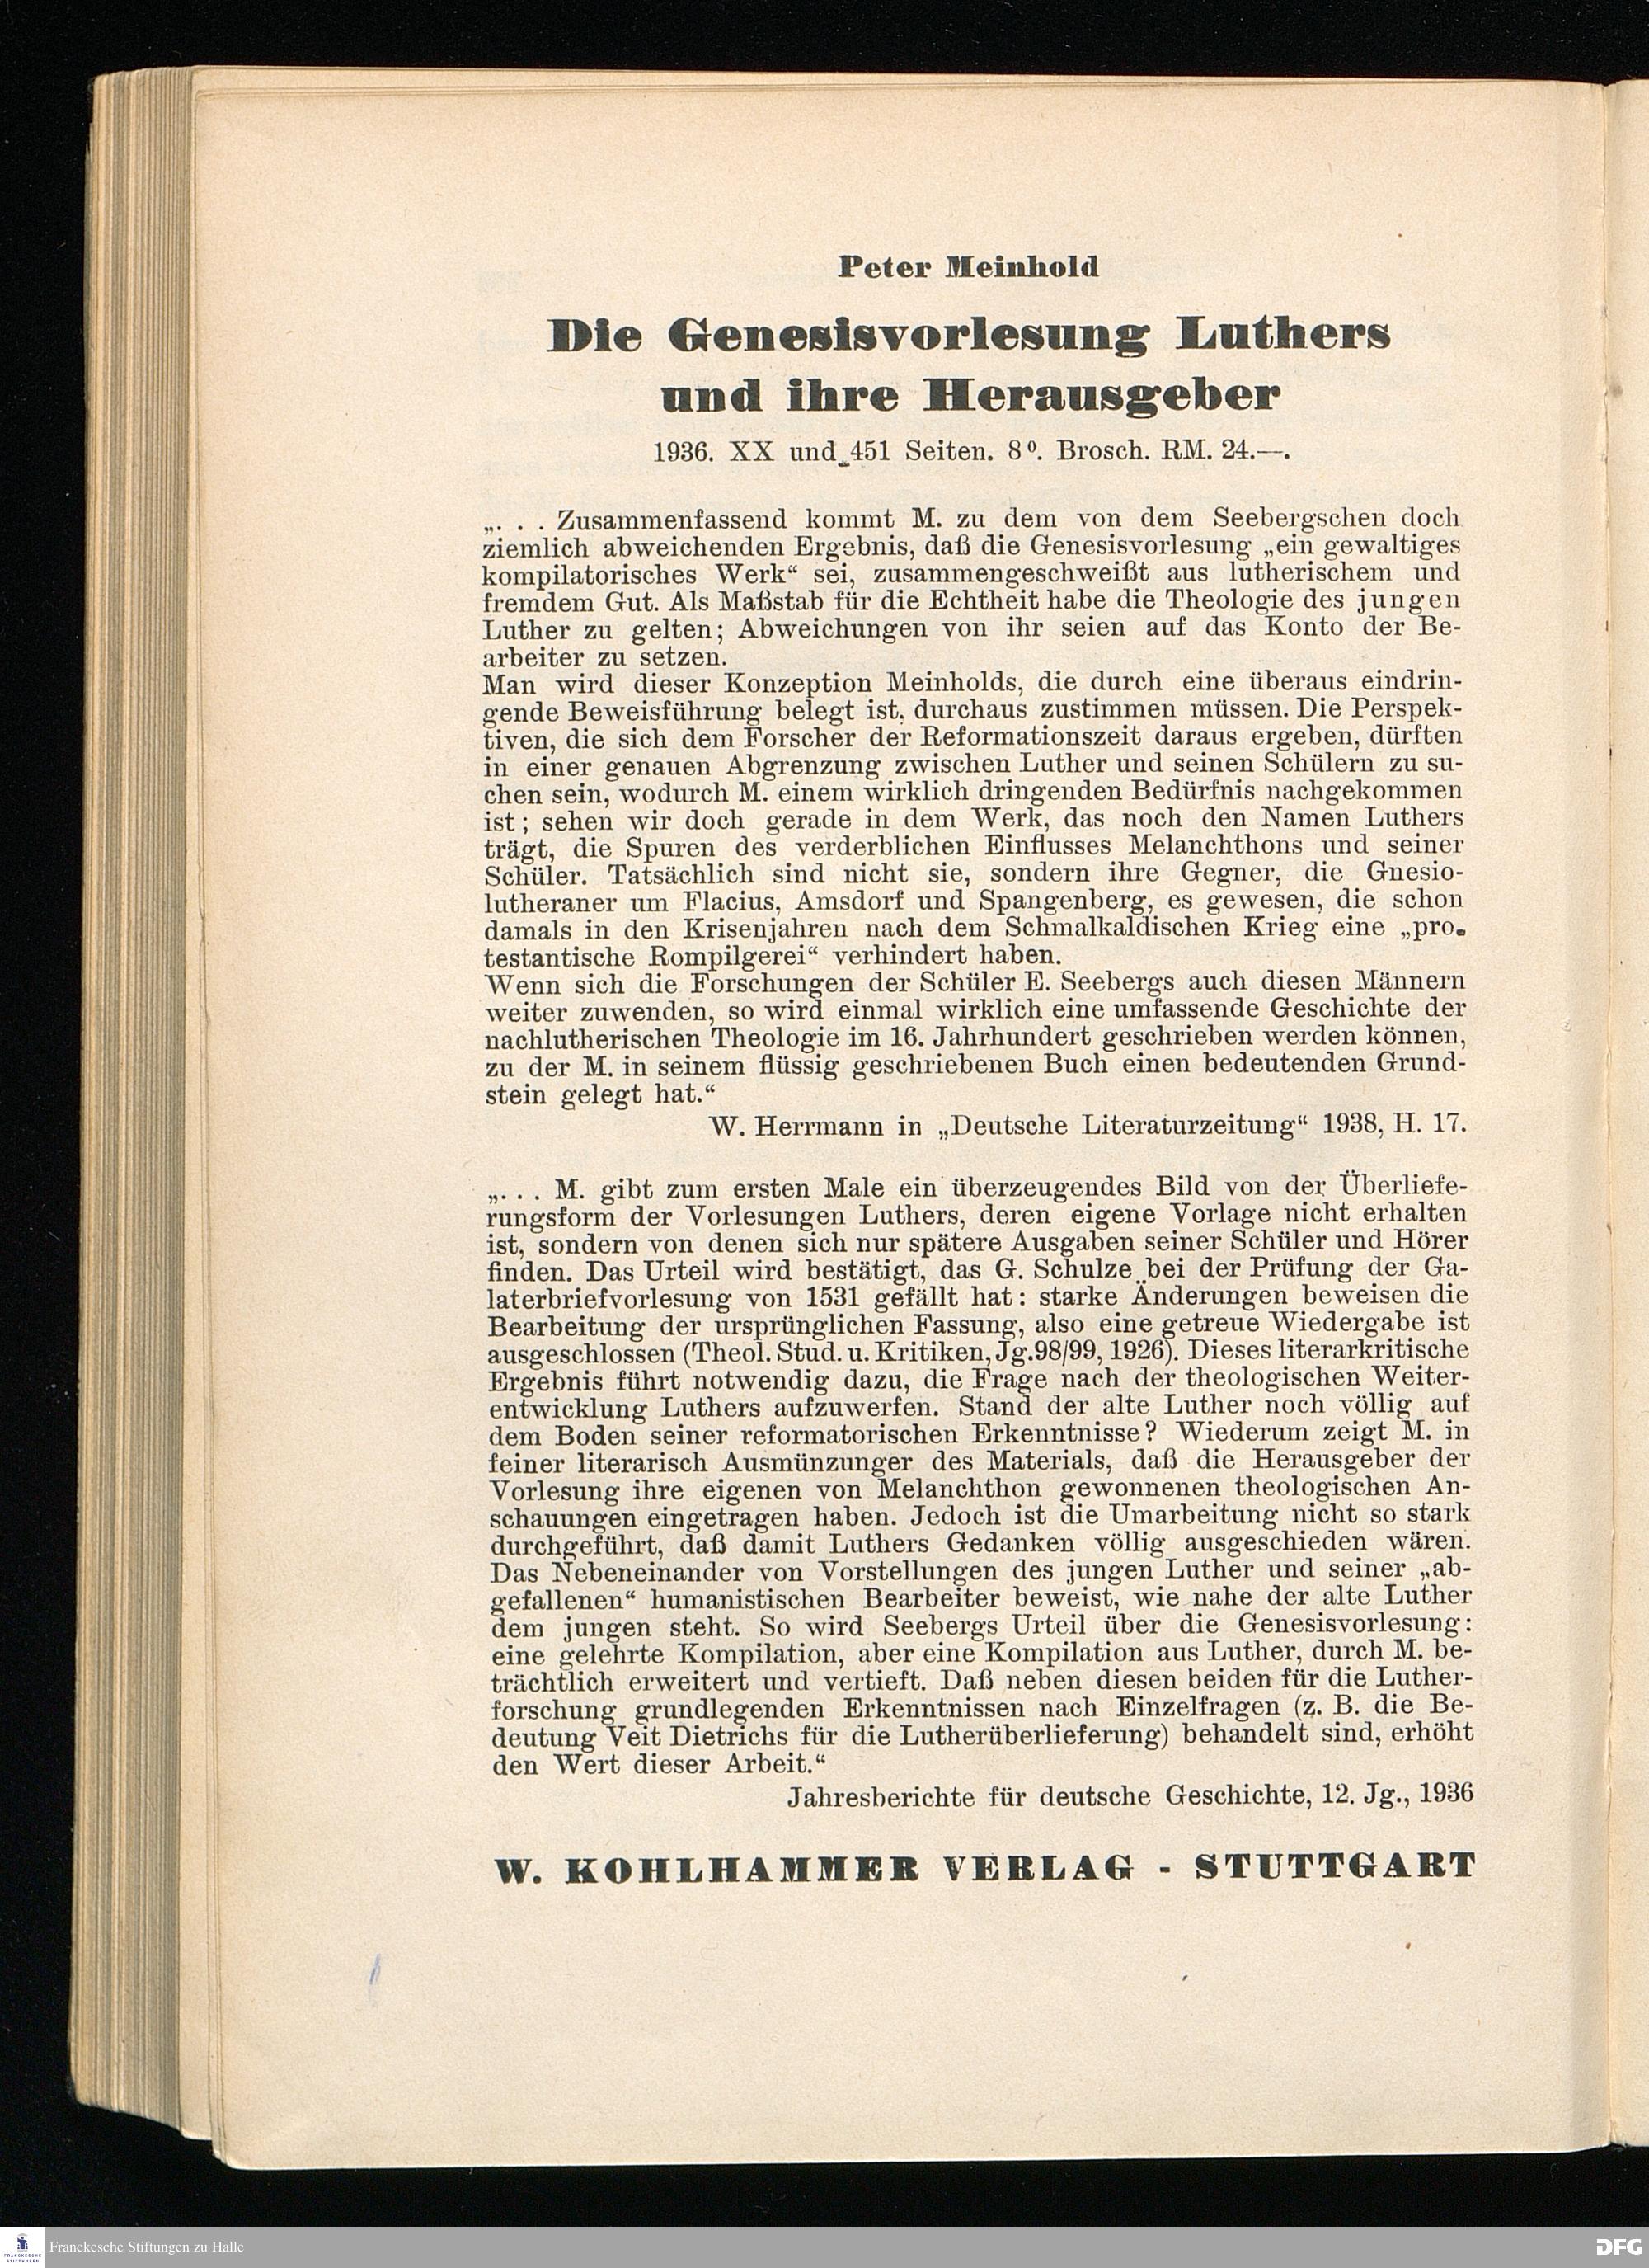 Peter Meinhold
Die Genesisvorlesung Luthers
und ihre Herausgeber
1936. XX und 451 Seiten. 8⁰. Brosch. RM. 24.—.
„. . . Zusammenfassend kommt M. zu dem von dem Seebergschen doch
ziemlich abweichenden Ergebnis, daß die Genesisvorlesung „ein gewaltiges
kompilatorisches Werk“ sei, zusammengeschweißt aus lutherischem und
fremdem Gut. Als Maßstab für die Echtheit habe die Theologie des jungen
Luther zu gelten; Abweichungen von ihr seien auf das Konto der Be-
arbeiter zu setzen.
Man wird dieser Konzeption Meinholds, die durch eine überaus eindrin-
gende Beweisführung belegt ist, durchaus zustimmen müssen. Die Perspek-
tiven, die sich dem Forscher der Reformationszeit daraus ergeben, dürften
in einer genauen Abgrenzung zwischen Luther und seinen Schülern zu su-
chen sein, wodurch M. einem wirklich dringenden Bedürfnis nachgekommen
ist; sehen wir doch gerade in dem Werk, das noch den Namen Luthers
trägt, die Spuren des verderblichen Einflusses Melanchthons und seiner
Schüler. Tatsächlich sind nicht sie, sondern ihre Gegner, die Gnesio-
lutheraner um Flacius, Amsdorf und Spangenberg, es gewesen, die schon
damals in den Krisenjahren nach dem Schmalkaldischen Krieg eine „pro-
testantische Rompilgerei“ verhindert haben.
Wenn sich die Forschungen der Schüler E. Seebergs auch diesen Männern
weiter zuwenden, so wird einmal wirklich eine umfassende Geschichte der
nachlutherischen Theologie im 16. Jahrhundert geschrieben werden können,
zu der M. in seinem flüssig geschriebenen Buch einen bedeutenden Grund-
stein gelegt hat.“
W. Herrmann in „Deutsche Literaturzeitung“ 1938, H. 17.
„. . . M. gibt zum ersten Male ein überzeugendes Bild von der Überliefe-
rungsform der Vorlesungen Luthers, deren eigene Vorlage nicht erhalten
ist, sondern von denen sich nur spätere Ausgaben seiner Schüler und Hörer
finden. Das Urteil wird bestätigt, das G. Schulze bei der Prüfung der Ga-
laterbriefvorlesung von 1531 gefällt hat: starke Änderungen beweisen die
Bearbeitung der ursprünglichen Fassung, also eine getreue Wiedergabe ist
ausgeschlossen (Theol. Stud. u. Kritiken, Jg. 98/99, 1926). Dieses literarkritische
Ergebnis führt notwendig dazu, die Frage nach der theologischen Weiter-
entwicklung Luthers aufzuwerfen. Stand der alte Luther noch völlig auf
dem Boden seiner reformatorischen Erkenntnisse? Wiederum zeigt M. in
feiner literarisch Ausmünzunger des Materials, daß die Herausgeber der
Vorlesung ihre eigenen von Melanchthon gewonnenen theologischen An-
schauungen eingetragen haben. Jedoch ist die Umarbeitung nicht so stark
durchgeführt, daß damit Luthers Gedanken völlig ausgeschieden wären.
Das Nebeneinander von Vorstellungen des jungen Luther und seiner „ab-
gefallenen“ humanistischen Bearbeiter beweist, wie nahe der alte Luther
dem jungen steht. So wird Seebergs Urteil über die Genesisvorlesung:
eine gelehrte Kompilation, aber eine Kompilation aus Luther, durch M. be-
trächtlich erweitert und vertieft. Daß neben diesen beiden für die Luther-
forschung grundlegenden Erkenntnissen nach Einzelfragen (z. B. die Be-
deutung Veit Dietrichs für die Lutherüberlieferung) behandelt sind, erhöht
den Wert dieser Arbeit.“
Jahresberichte für deutsche Geschichte, 12. Jg., 1936
W. KOHLHAMMER VERLAG - STUTTGART
FRANCKESCHE
STIFTUNGEN
Franckesche Stiftungen zu Halle
DFG